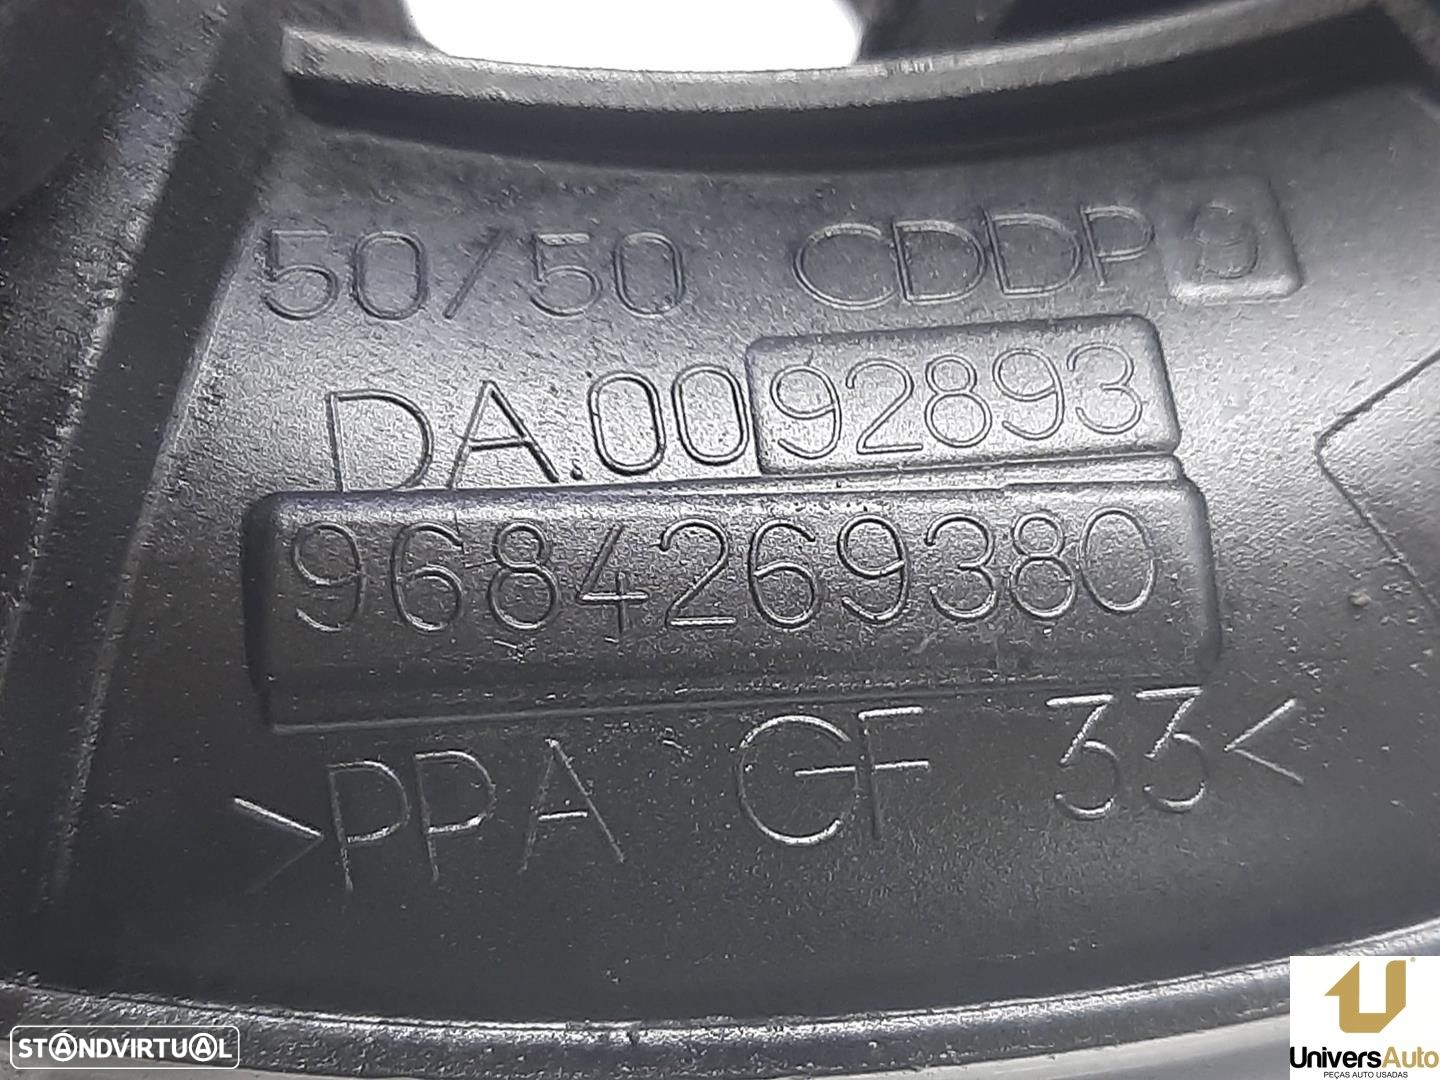 50/50 CDDP 9
DA.0092893
9684269380
>PPA GF 33<
STANDVIRTUAL
UniversAuto
PEÇAS AUTO USADAS